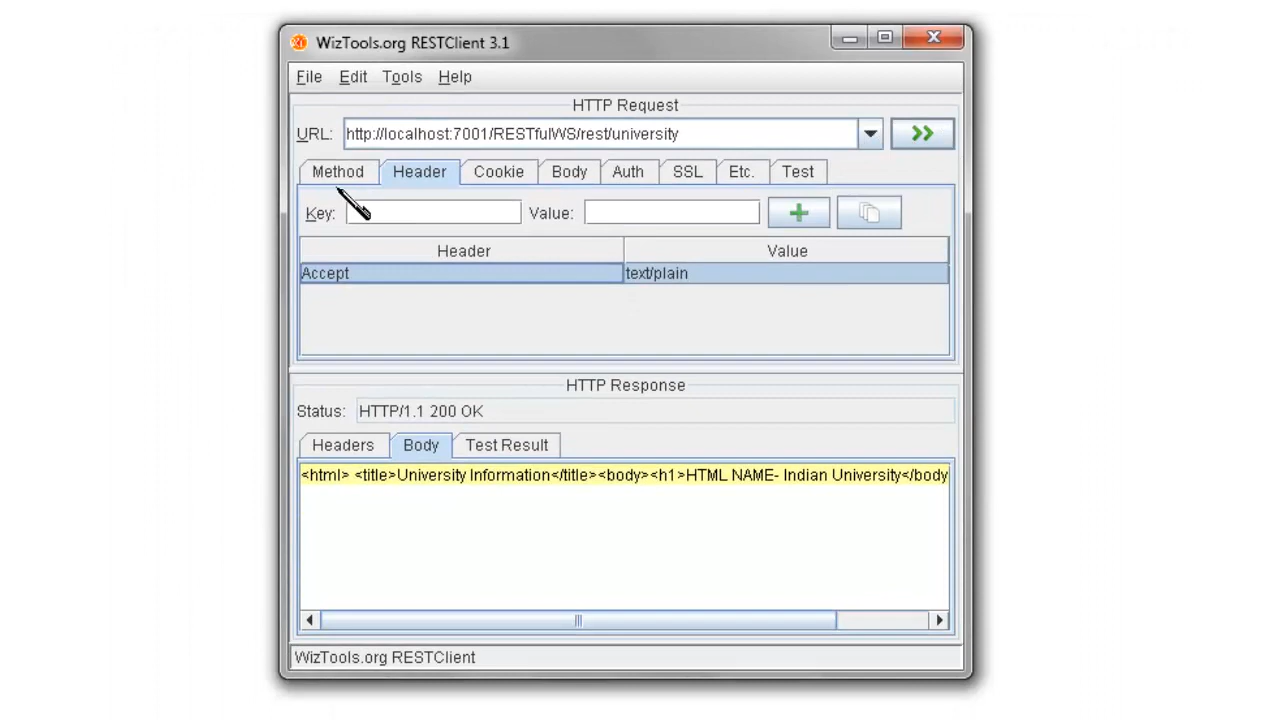 WizTools.org RESTClient 3.1
File Edit Tools Help
HTTP Request
URL: http://localhost:7001/RESTfulWS/rest/university
Method Header Cookie Body Auth SSL Etc. Test
Key: Value:
Header Value
Accept text/plain
HTTP Response
Status: HTTP/1.1 200 OK
Headers Body Test Result
<html> <title>University Information</title><body><h1>HTML NAME- Indian University</body
WizTools.org RESTClient